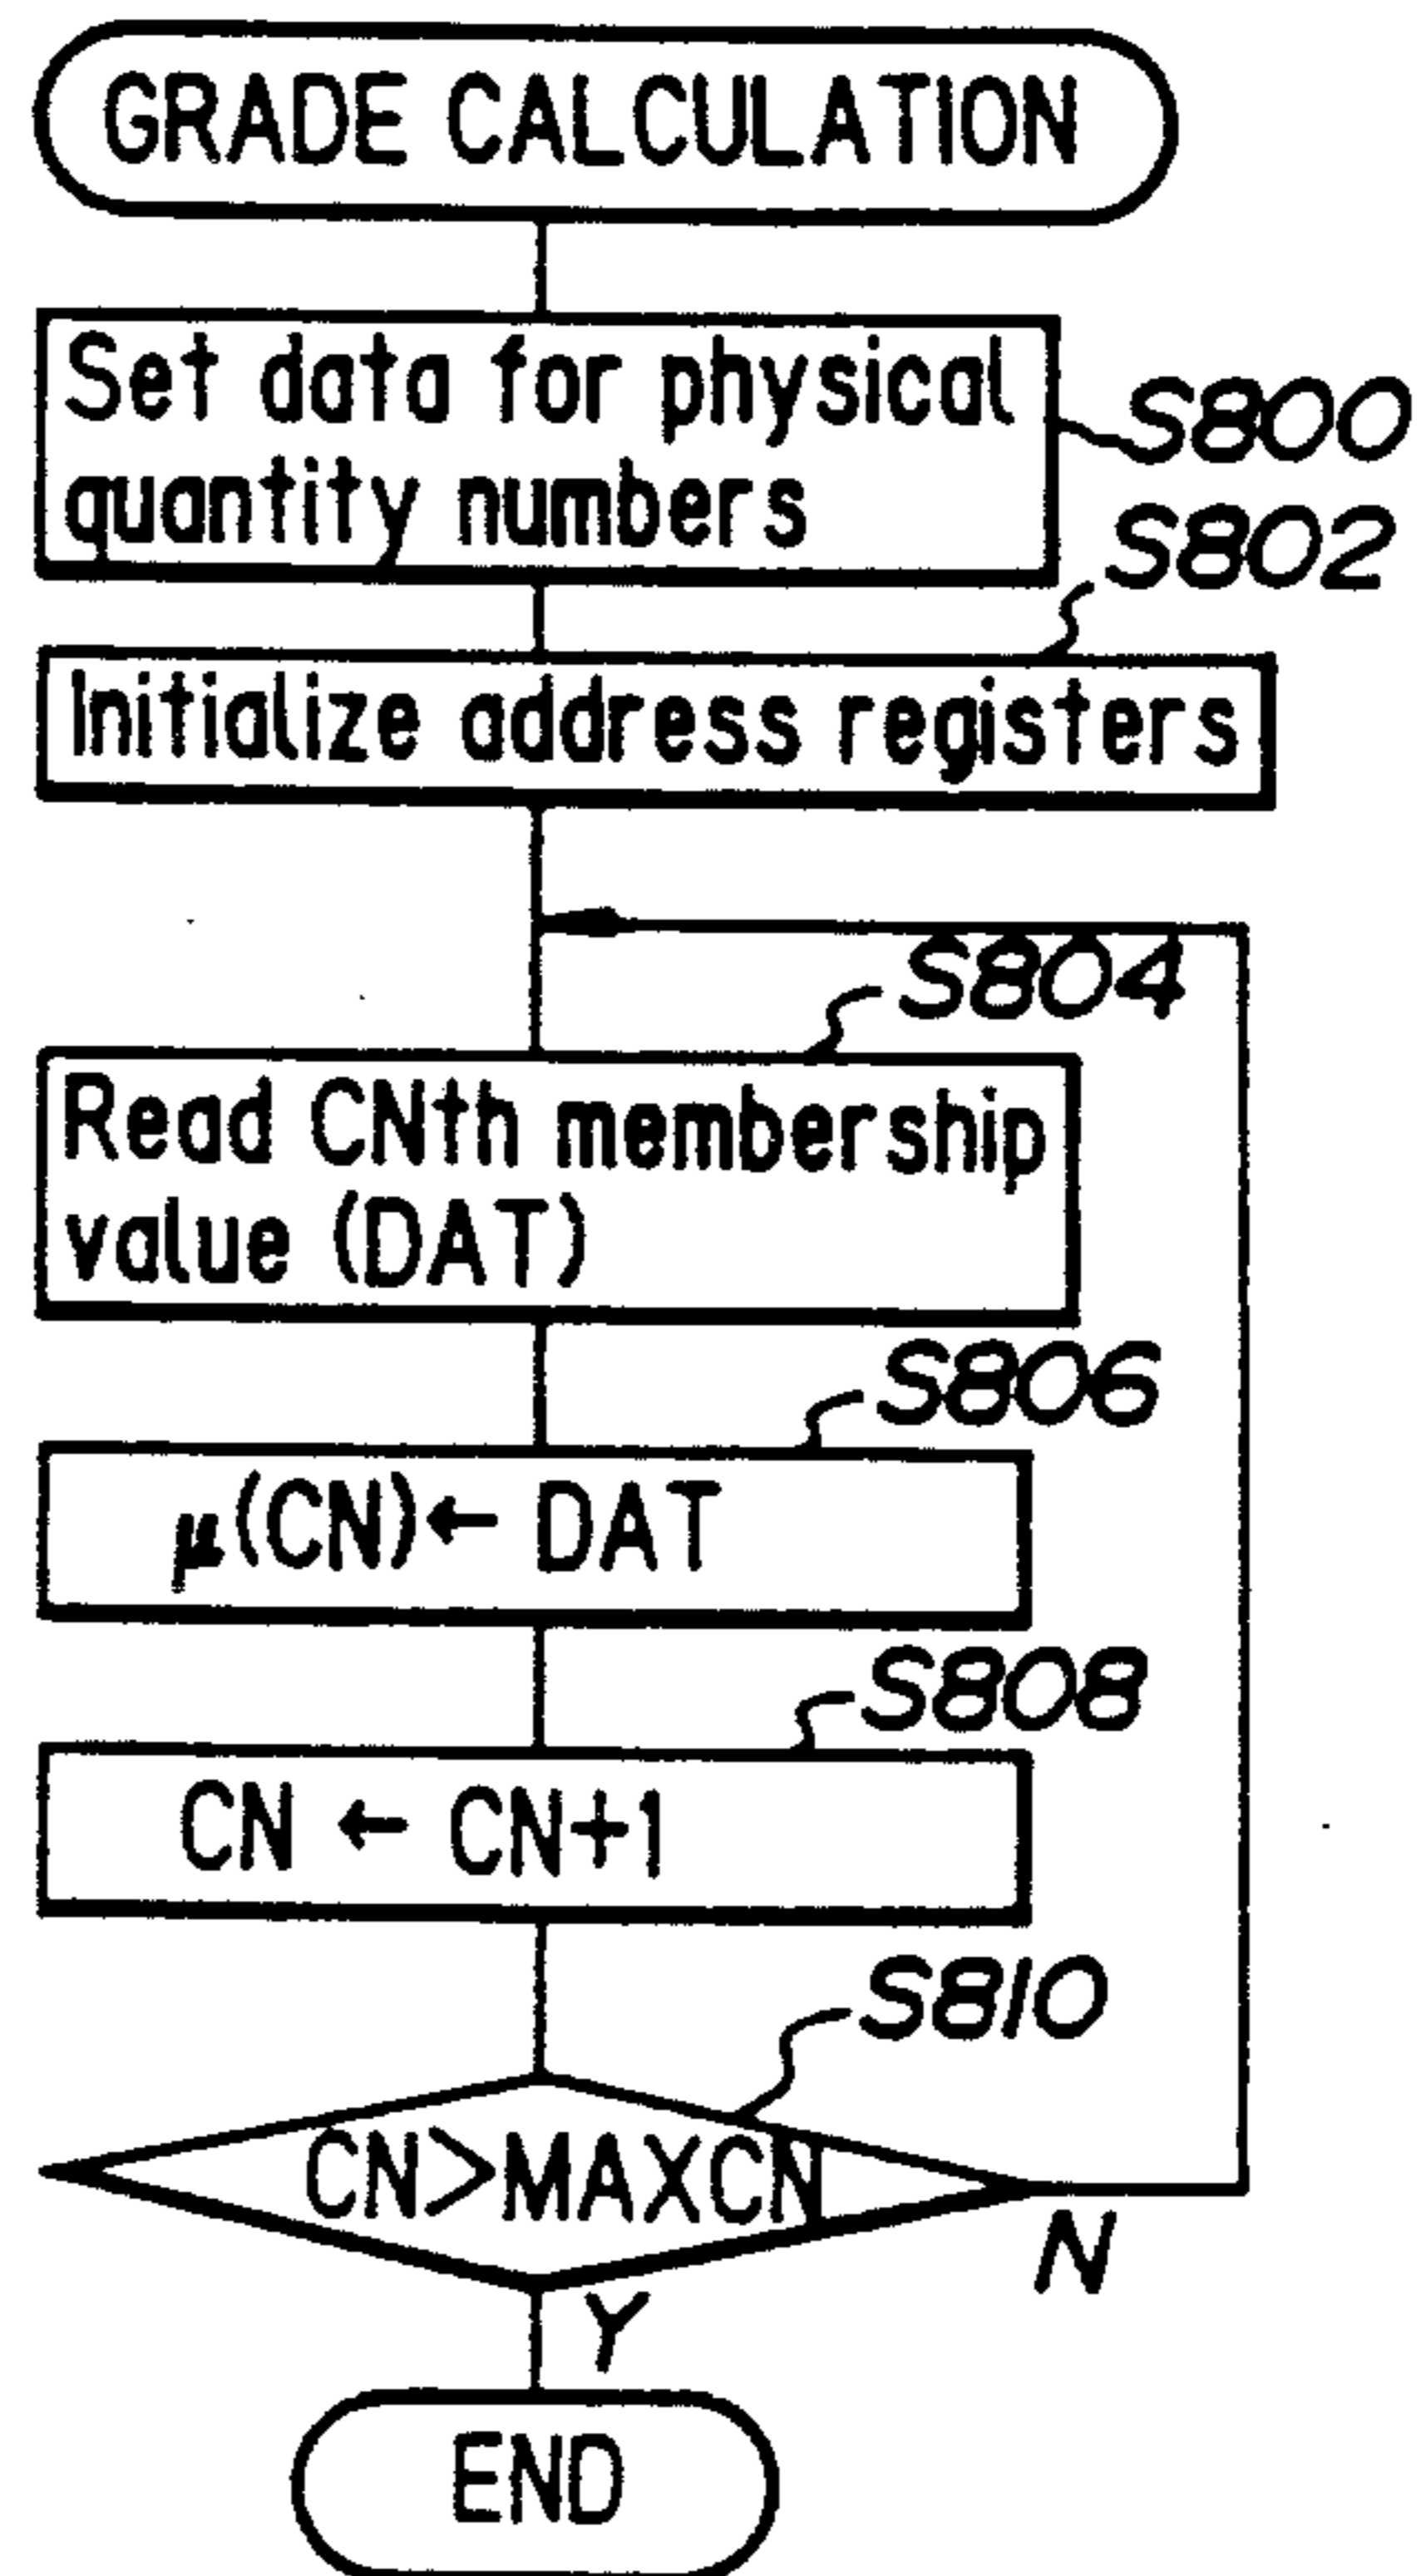 GRADE CALCULATION
Set data for physical
quantity numbers
S800
S802
Initialize address registers
S804
Read CNth membership
value (DAT)
S806
μ(CN)← DAT
S808
CN ← CN+1
S810
CN>MAXCN
N
Y
END